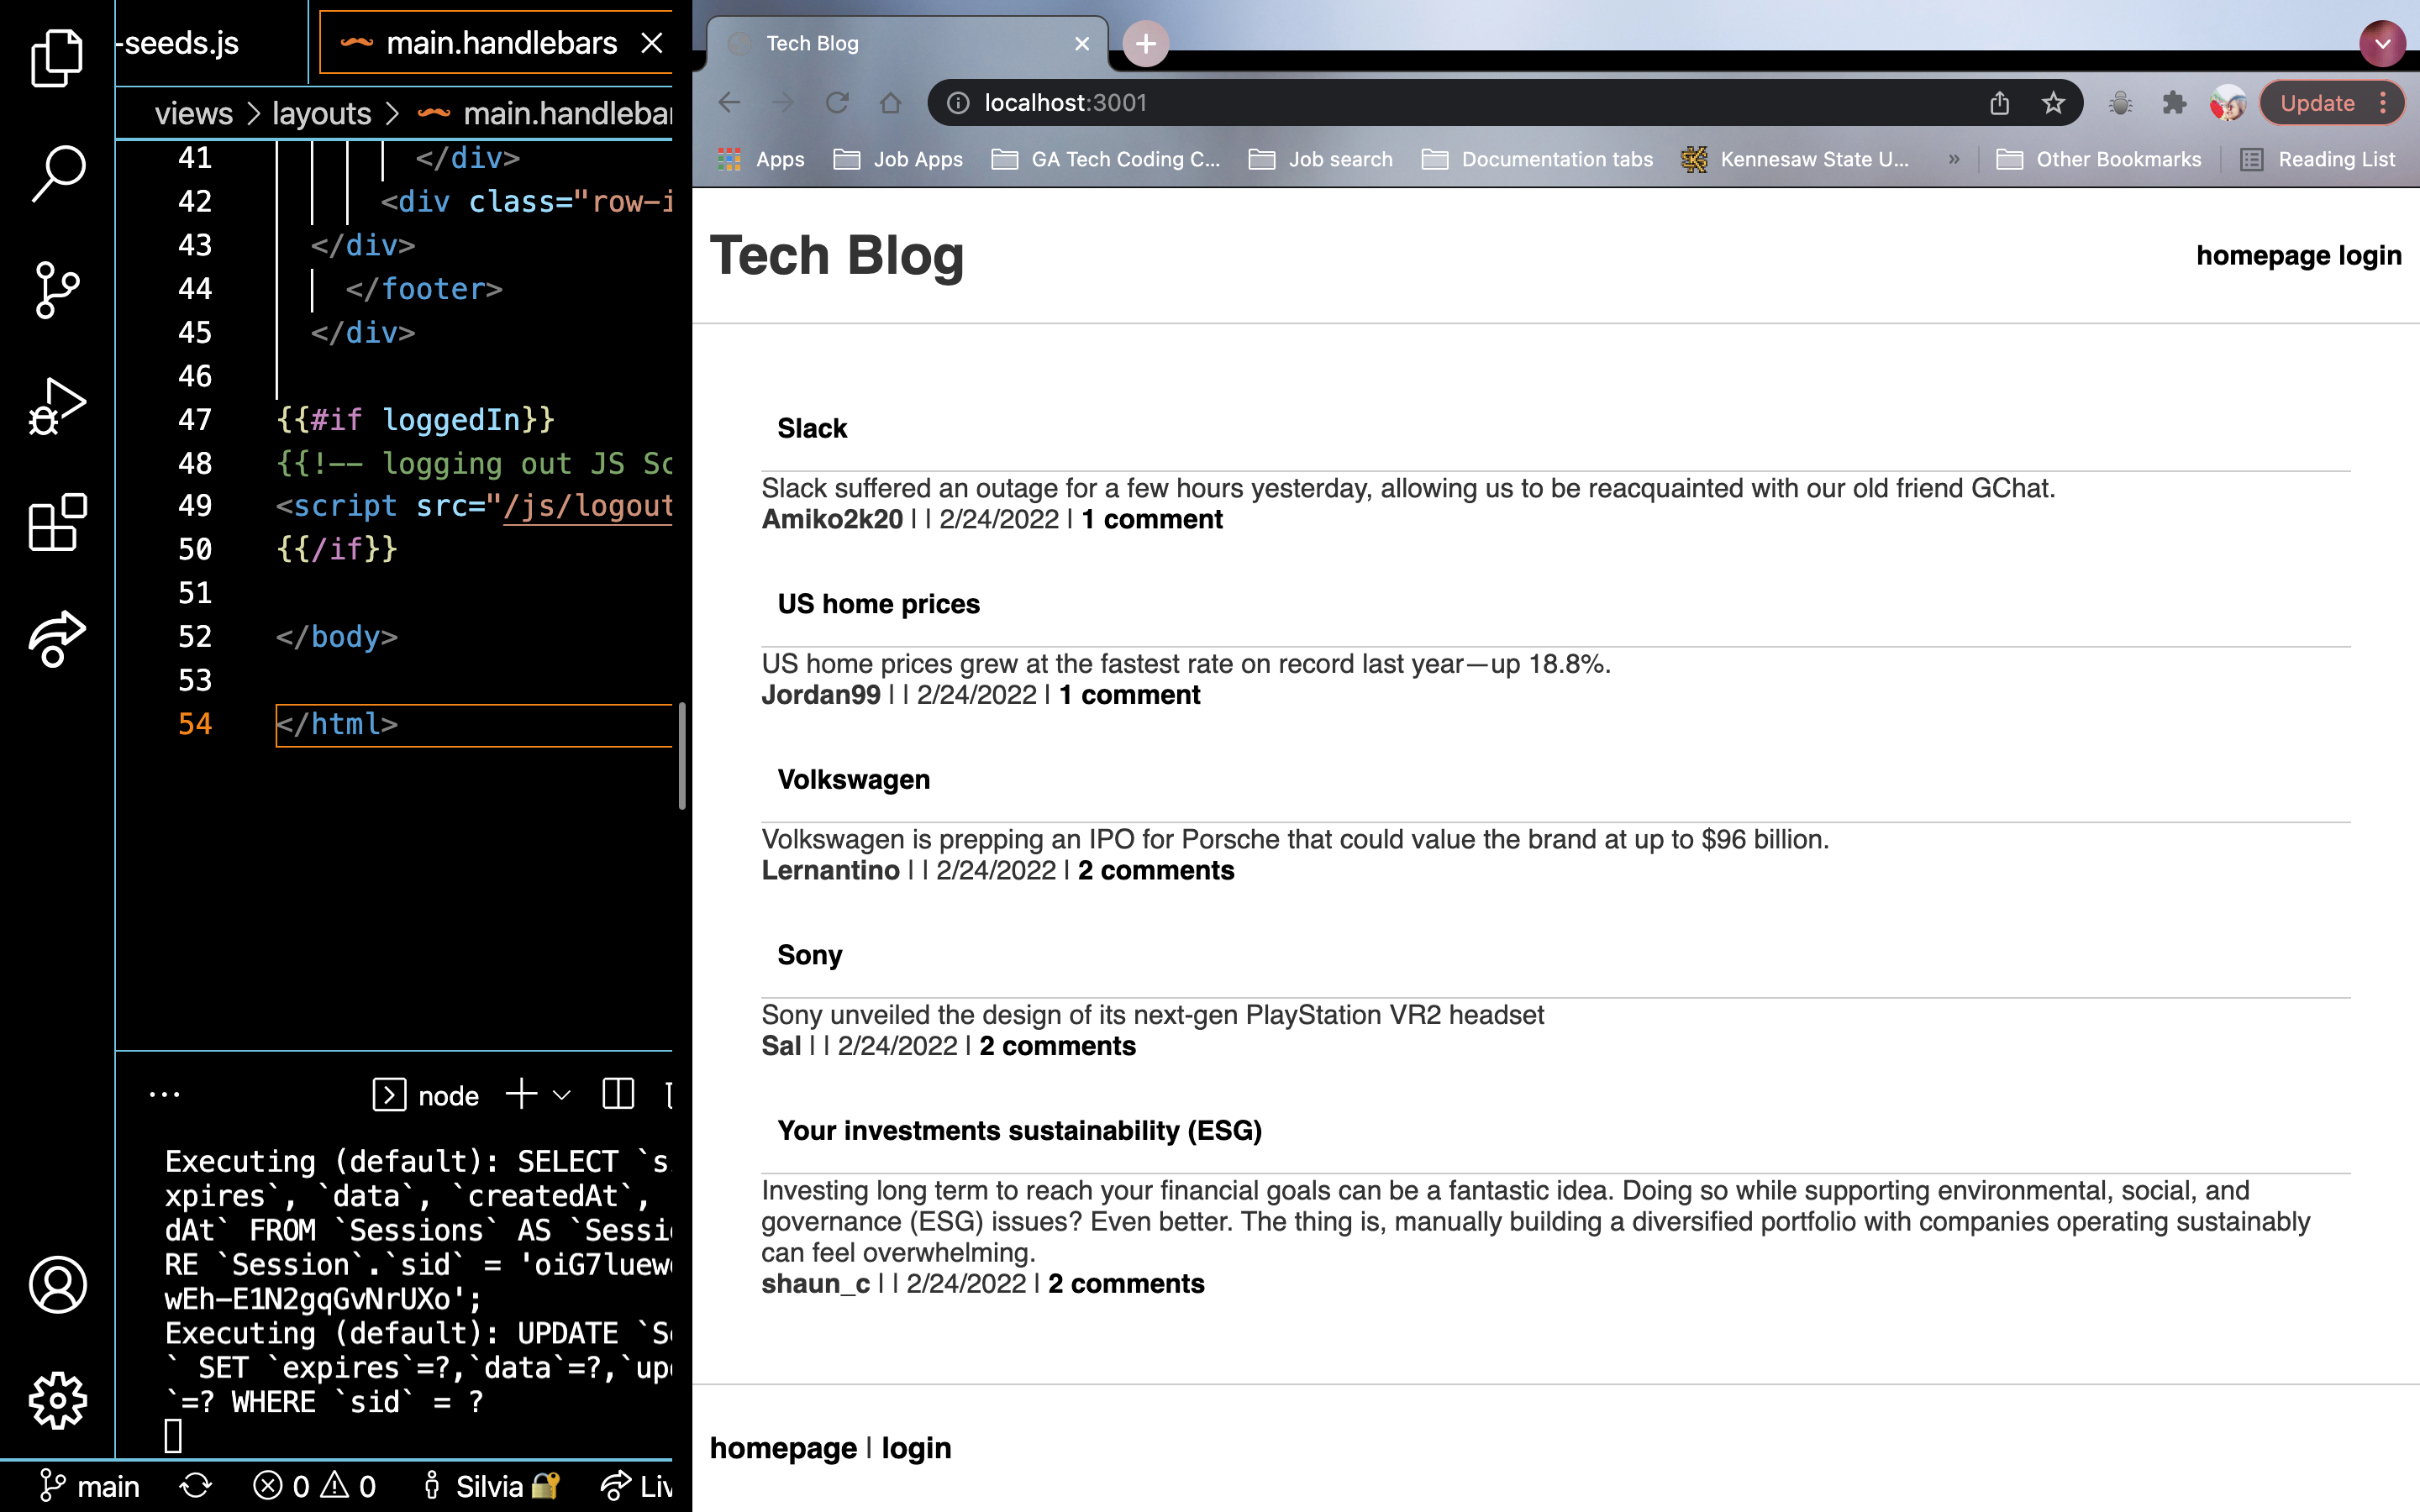 -seeds.js
main.handlebars
views > layouts > main.handlebar
41 </div>
42 <div class="row-i
43 </div>
44 </footer>
45 </div>
46
47 {{#if loggedIn}}
48 {{!-- logging out JS Sc
49 <script src="/js/logout
50 {{/if}}
51
52 </body>
53
54 </html>
... node
Executing (default): SELECT `s
xpires`, `data`, `createdAt`,
dAt` FROM `Sessions` AS `Sessi
RE `Session`.`sid` = 'oiG7luew
wEh-E1N2gqGvNrUXo';
Executing (default): UPDATE `S
` SET `expires`=?,`data`=?,`up
`=? WHERE `sid` = ?
main 0 0 Silvia Liv
Tech Blog
localhost:3001
Update
Apps Job Apps GA Tech Coding C... Job search Documentation tabs Kennesaw State U... » Other Bookmarks Reading List
Tech Blog
homepage login
Slack
Slack suffered an outage for a few hours yesterday, allowing us to be reacquainted with our old friend GChat.
Amiko2k20 | | 2/24/2022 | 1 comment
US home prices
US home prices grew at the fastest rate on record last year—up 18.8%.
Jordan99 | | 2/24/2022 | 1 comment
Volkswagen
Volkswagen is prepping an IPO for Porsche that could value the brand at up to $96 billion.
Lernantino | | 2/24/2022 | 2 comments
Sony
Sony unveiled the design of its next-gen PlayStation VR2 headset
Sal | | 2/24/2022 | 2 comments
Your investments sustainability (ESG)
Investing long term to reach your financial goals can be a fantastic idea. Doing so while supporting environmental, social, and
governance (ESG) issues? Even better. The thing is, manually building a diversified portfolio with companies operating sustainably
can feel overwhelming.
shaun_c | | 2/24/2022 | 2 comments
homepage | login